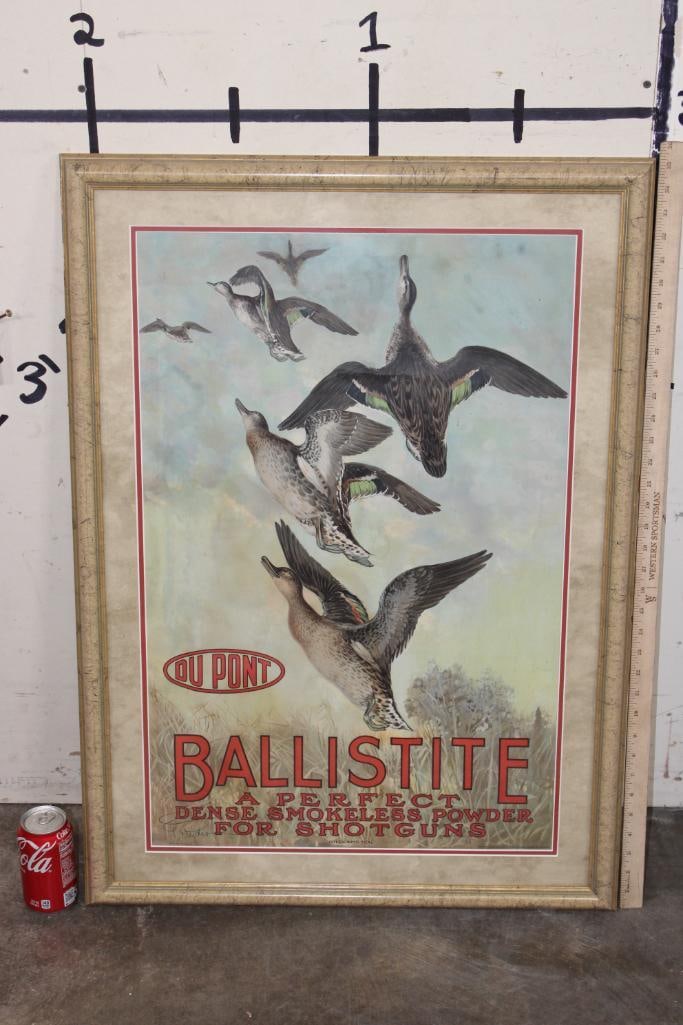 2
1
3'
DU PONT
BALLISTITE
A PERFECT
DENSE SMOKELESS POWDER
FOR SHOTGUNS
Coca-Cola
W S WESTERN SPORTSMAN